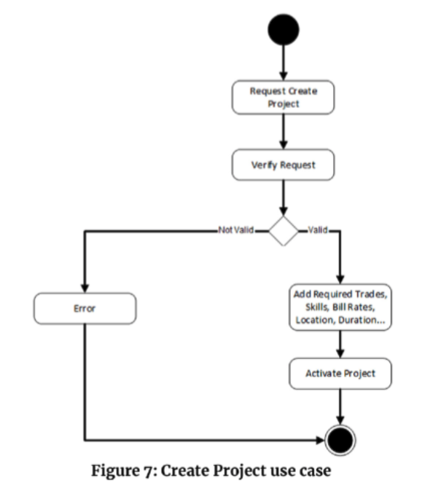 Request Create
Project
Verify Request
Not Valid
Valid
Error
Add Required Trades,
Skills, Bill Rates,
Location, Duration...
Activate Project
Figure 7: Create Project use case